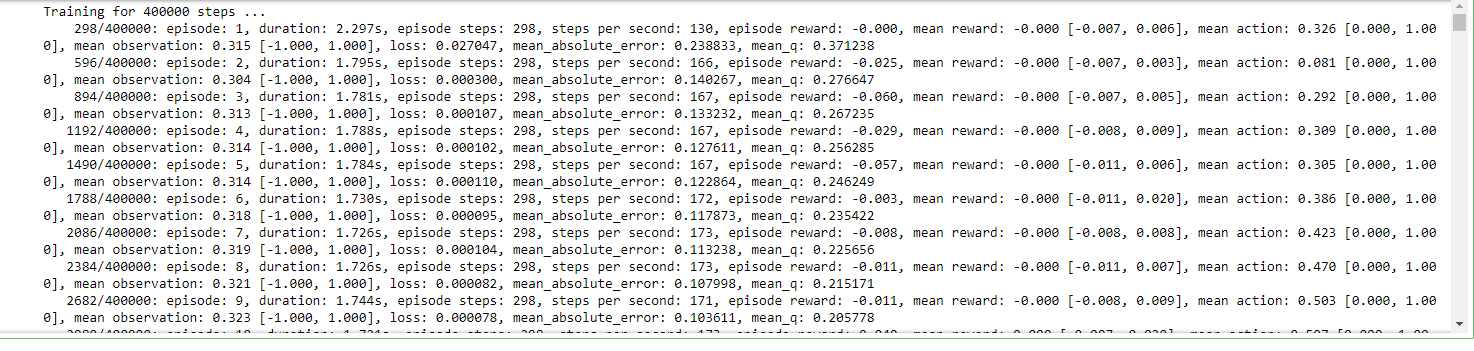 Training for 400000 steps ...
298/400000: episode: 1, duration: 2.297s, episode steps: 298, steps per second: 130, episode reward: -0.000, mean reward: -0.000 [-0.007, 0.006], mean action: 0.326 [0.000, 1.00
0], mean observation: 0.315 [-1.000, 1.000], loss: 0.027047, mean_absolute_error: 0.238833, mean_q: 0.371238
596/400000: episode: 2, duration: 1.795s, episode steps: 298, steps per second: 166, episode reward: -0.025, mean reward: -0.000 [-0.007, 0.003], mean action: 0.081 [0.000, 1.00
0], mean observation: 0.304 [-1.000, 1.000], loss: 0.000300, mean_absolute_error: 0.140267, mean_q: 0.276647
894/400000: episode: 3, duration: 1.781s, episode steps: 298, steps per second: 167, episode reward: -0.060, mean reward: -0.000 [-0.007, 0.005], mean action: 0.292 [0.000, 1.00
0], mean observation: 0.313 [-1.000, 1.000], loss: 0.000107, mean_absolute_error: 0.133232, mean_q: 0.267235
1192/400000: episode: 4, duration: 1.788s, episode steps: 298, steps per second: 167, episode reward: -0.029, mean reward: -0.000 [-0.008, 0.009], mean action: 0.309 [0.000, 1.00
0], mean observation: 0.314 [-1.000, 1.000], loss: 0.000102, mean_absolute_error: 0.127611, mean_q: 0.256285
1490/400000: episode: 5, duration: 1.784s, episode steps: 298, steps per second: 167, episode reward: -0.057, mean reward: -0.000 [-0.011, 0.006], mean action: 0.305 [0.000, 1.00
0], mean observation: 0.314 [-1.000, 1.000], loss: 0.000110, mean_absolute_error: 0.122864, mean_q: 0.246249
1788/400000: episode: 6, duration: 1.730s, episode steps: 298, steps per second: 172, episode reward: -0.003, mean reward: -0.000 [-0.011, 0.020], mean action: 0.386 [0.000, 1.00
0], mean observation: 0.318 [-1.000, 1.000], loss: 0.000095, mean_absolute_error: 0.117873, mean_q: 0.235422
2086/400000: episode: 7, duration: 1.726s, episode steps: 298, steps per second: 173, episode reward: -0.008, mean reward: -0.000 [-0.008, 0.008], mean action: 0.423 [0.000, 1.00
0], mean observation: 0.319 [-1.000, 1.000], loss: 0.000104, mean_absolute_error: 0.113238, mean_q: 0.225656
2384/400000: episode: 8, duration: 1.726s, episode steps: 298, steps per second: 173, episode reward: -0.011, mean reward: -0.000 [-0.011, 0.007], mean action: 0.470 [0.000, 1.00
0], mean observation: 0.321 [-1.000, 1.000], loss: 0.000082, mean_absolute_error: 0.107998, mean_q: 0.215171
2682/400000: episode: 9, duration: 1.744s, episode steps: 298, steps per second: 171, episode reward: -0.011, mean reward: -0.000 [-0.008, 0.009], mean action: 0.503 [0.000, 1.00
0], mean observation: 0.323 [-1.000, 1.000], loss: 0.000078, mean_absolute_error: 0.103611, mean_q: 0.205778